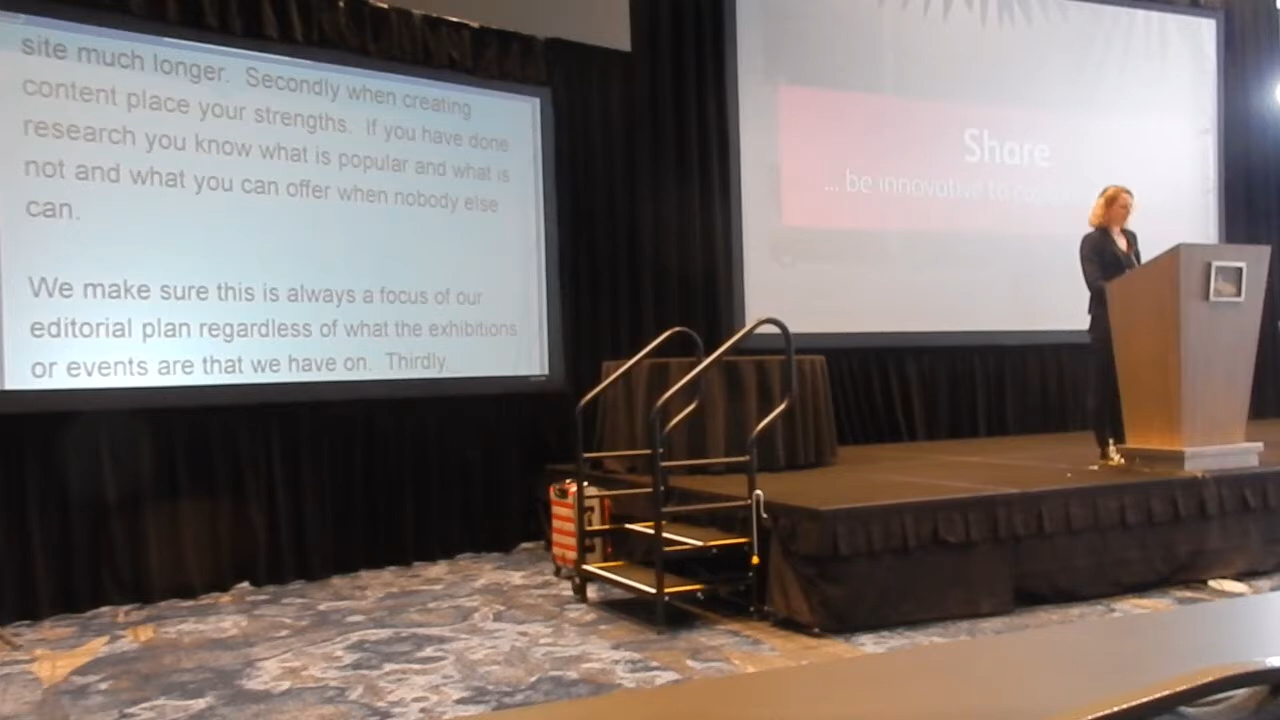 site much longer. Secondly when creating
content place your strengths. If you have done
research you know what is popular and what is
not and what you can offer when nobody else
can.
We make sure this is always a focus of our
editorial plan regardless of what the exhibitions
or events are that we have on. Thirdly
Share
... be innovative to